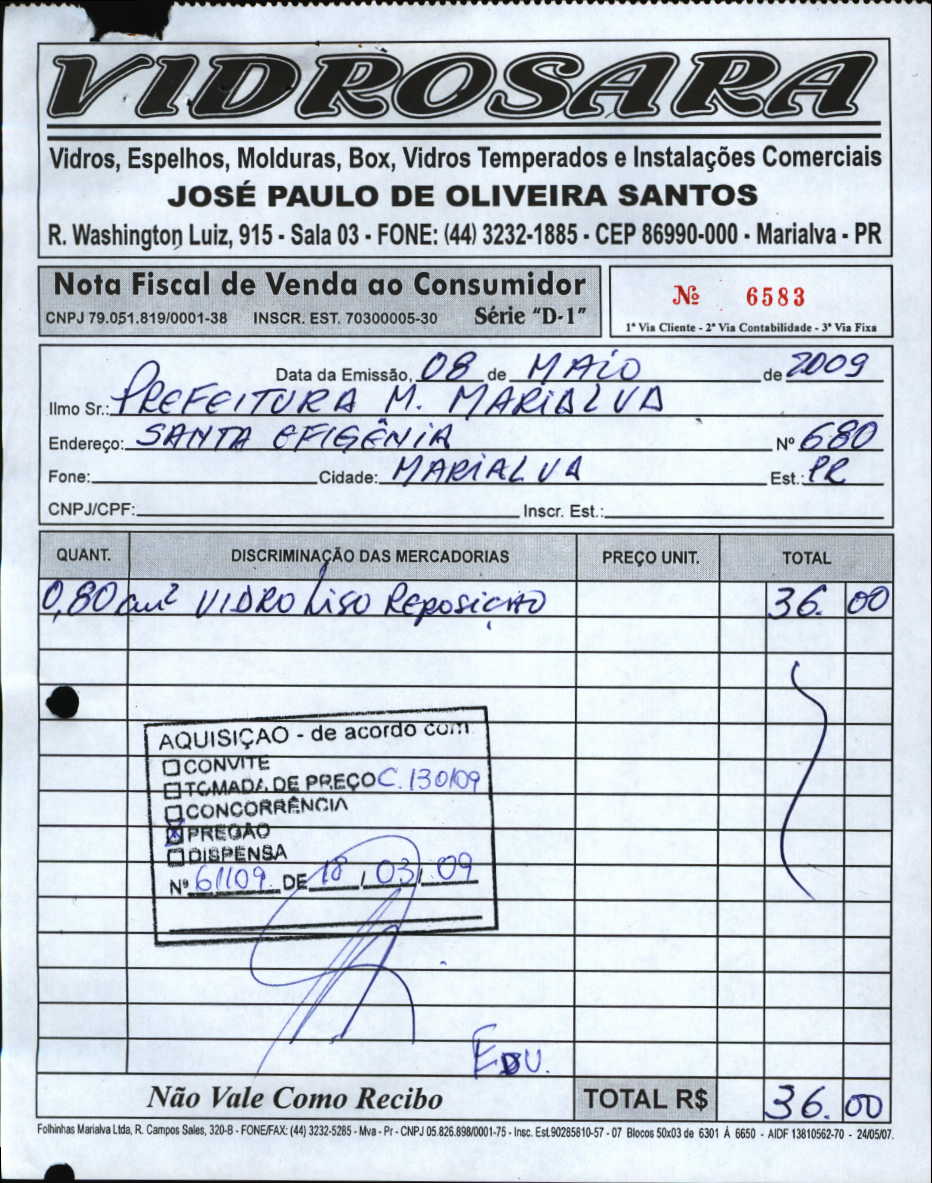 VIDROSARA
Vidros, Espelhos, Molduras, Box, Vidros Temperados e Instalações Comerciais
JOSÉ PAULO DE OLIVEIRA SANTOS
R. Washington Luiz, 915 - Sala 03 - FONE: (44) 3232-1885 - CEP 86990-000 - Marialva - PR
Nota Fiscal de Venda ao Consumidor
CNPJ 79.051.819/0001-38 INSCR. EST. 70300005-30 Série "D-1"
Nº 6583
1ª Via Cliente - 2ª Via Contabilidade - 3ª Via Fixa
Data da Emissão, 08 de MAIO de 2009
Ilmo Sr.: PREFEITURA M. MARIALVA
Endereço: SANTA EFIGÊNIA Nº 680
Fone: Cidade: MARIALVA Est.: PR
CNPJ/CPF: Inscr. Est.:
QUANT. DISCRIMINAÇÃO DAS MERCADORIAS PREÇO UNIT. TOTAL
0,80 VIDRO LISO REPOSIÇÃO 36.00
AQUISIÇAO - de acordo com
CONVITE
TOMADA DE PREÇO C. 130/09
CONCORRÊNCIA
PREGÃO
DISPENSA
Nº 61109 DE 18 / 03 / 09
EDU.
Não Vale Como Recibo TOTAL R$ 36.00
Folhinhas Marialva Ltda, R. Campos Sales, 320-B - FONE/FAX: (44) 3232-5285 - Mva - Pr - CNPJ 05.826.898/0001-75 - Insc. Est.90285810-57 - 07 Blocos 50x03 de 6301 Á 6650 - AIDF 13810562-70 - 24/05/07.